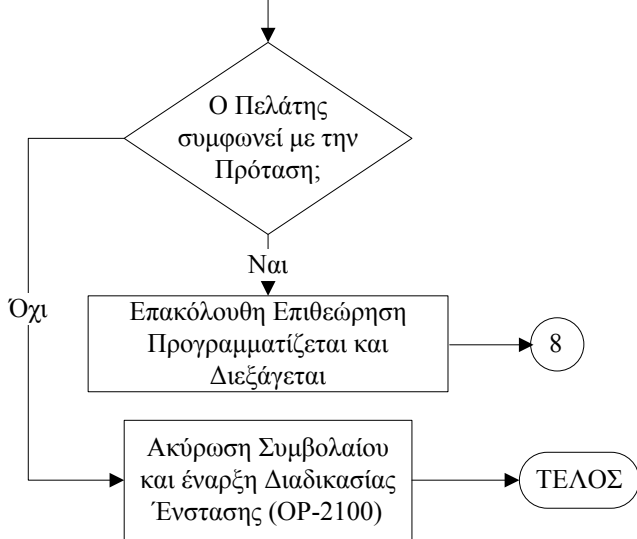 Ο Πελάτης
συμφωνεί με την
Πρόταση;
Ναι
Όχι
Επακόλουθη Επιθεώρηση
Προγραμματίζεται και
Διεξάγεται
8
Ακύρωση Συμβολαίου
και έναρξη Διαδικασίας
Ένστασης (OP-2100)
ΤΕΛΟΣ